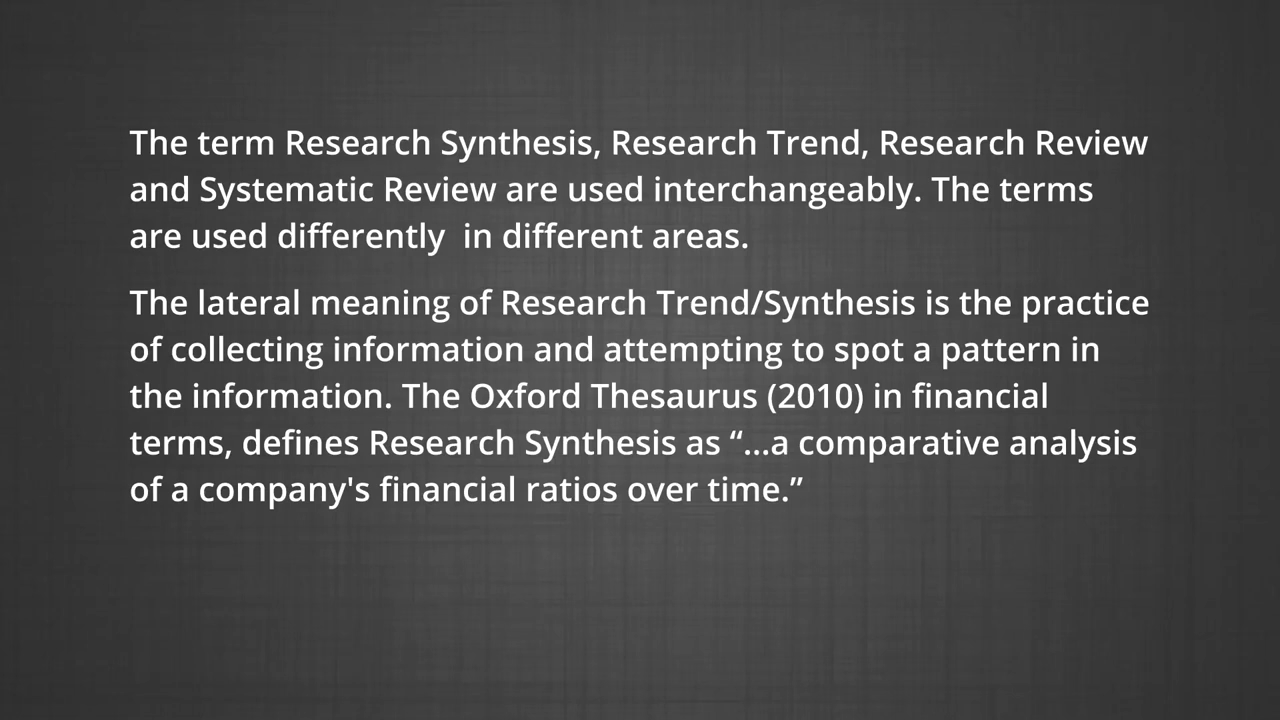 The term Research Synthesis, Research Trend, Research Review
and Systematic Review are used interchangeably. The terms
are used differently  in different areas.
The lateral meaning of Research Trend/Synthesis is the practice
of collecting information and attempting to spot a pattern in
the information. The Oxford Thesaurus (2010) in financial
terms, defines Research Synthesis as “...a comparative analysis
of a company's financial ratios over time.”